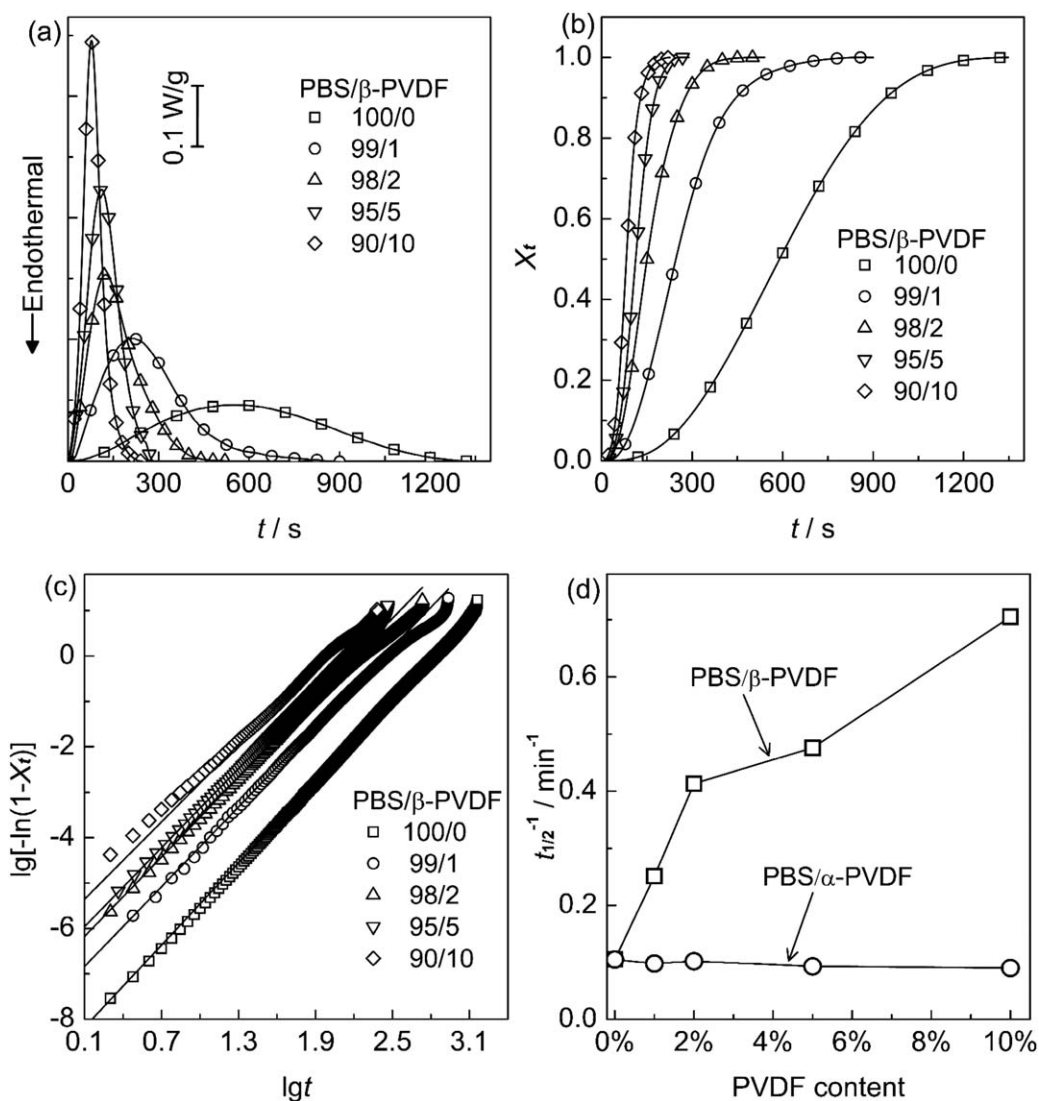 (a)
PBS/β-PVDF
100/0
99/1
98/2
95/5
90/10
0.1 W/g
←Endothermal
0 300 600 900 1200
t / s
(b)
1.0
0.8
0.6
0.4
0.2
0.0
Xt
PBS/β-PVDF
100/0
99/1
98/2
95/5
90/10
0 300 600 900 1200
t / s
(c)
0
-2
-4
-6
-8
lg[-ln(1-Xt)]
PBS/β-PVDF
100/0
99/1
98/2
95/5
90/10
0.1 0.7 1.3 1.9 2.5 3.1
lgt
(d)
0.6
0.4
0.2
0.0
t1/2⁻¹ / min⁻¹
PBS/β-PVDF
PBS/α-PVDF
0% 2% 4% 6% 8% 10%
PVDF content